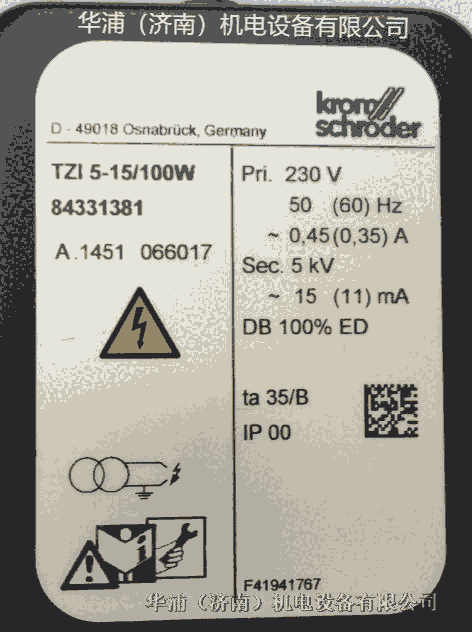 华浦（济南）机电设备有限公司
krom
schröder
D - 49018 Osnabrück, Germany
TZI 5-15/100W
84331381
A.1451 066017
Pri. 230 V
50 (60) Hz
~ 0,45(0,35) A
Sec. 5 kV
~ 15 (11) mA
DB 100% ED
ta 35/B
IP 00
F41941767
华浦（济南）机电设备有限公司